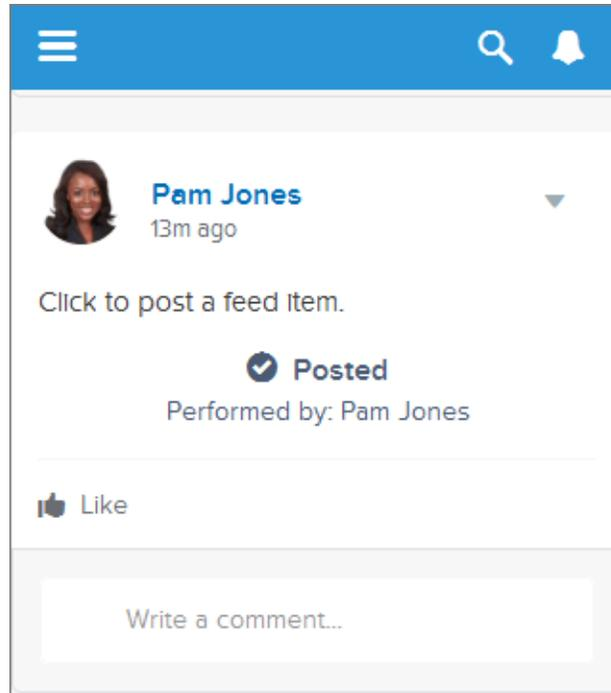 Pam Jones
13m ago
Click to post a feed item.
Posted
Performed by: Pam Jones
Like
Write a comment...